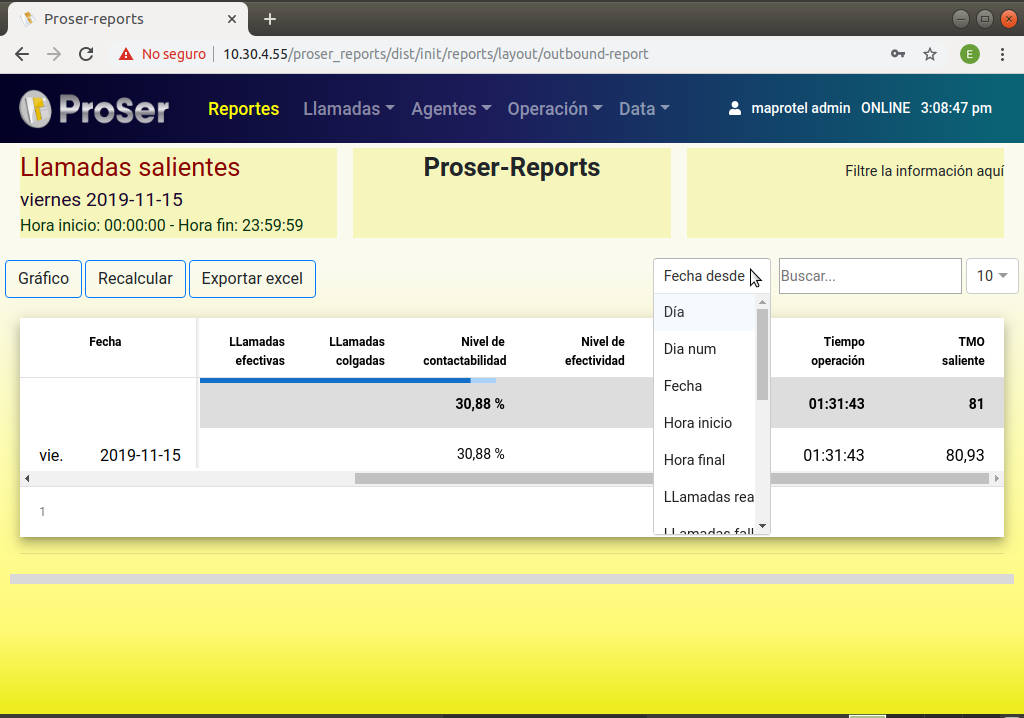 Proser-reports
No seguro
10.30.4.55/proser_reports/dist/init/reports/layout/outbound-report
E
ProSer
Reportes
Llamadas
Agentes
Operación
Data
maprotel admin ONLINE 3:08:47 pm
Llamadas salientes
viernes 2019-11-15
Hora inicio: 00:00:00 - Hora fin: 23:59:59
Proser-Reports
Filtre la información aquí
Gráfico
Recalcular
Exportar excel
Fecha desde
Buscar...
10
Día
Dia num
Fecha
Hora inicio
Hora final
LLamadas rea
LLamadas fall
Fecha
LLamadas
efectivas
LLamadas
colgadas
Nivel de
contactabilidad
Nivel de
efectividad
Tiempo
operación
TMO
saliente
30,88 %
01:31:43
81
vie.
2019-11-15
30,88 %
01:31:43
80,93
1